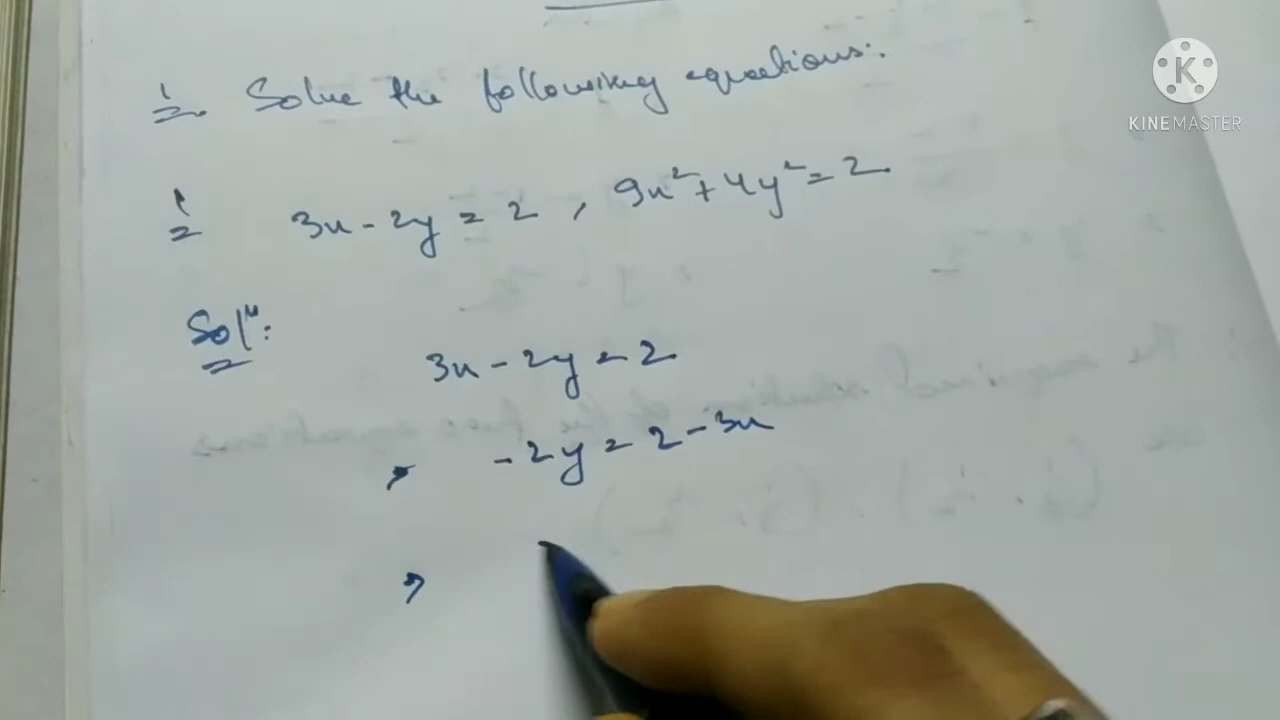 1. Solve the following equations:
KINEMASTER
1 3x - 2y = 2 , 9x² + 4y² = 2
Solⁿ:
3x - 2y = 2
, -2y = 2 - 3x
,